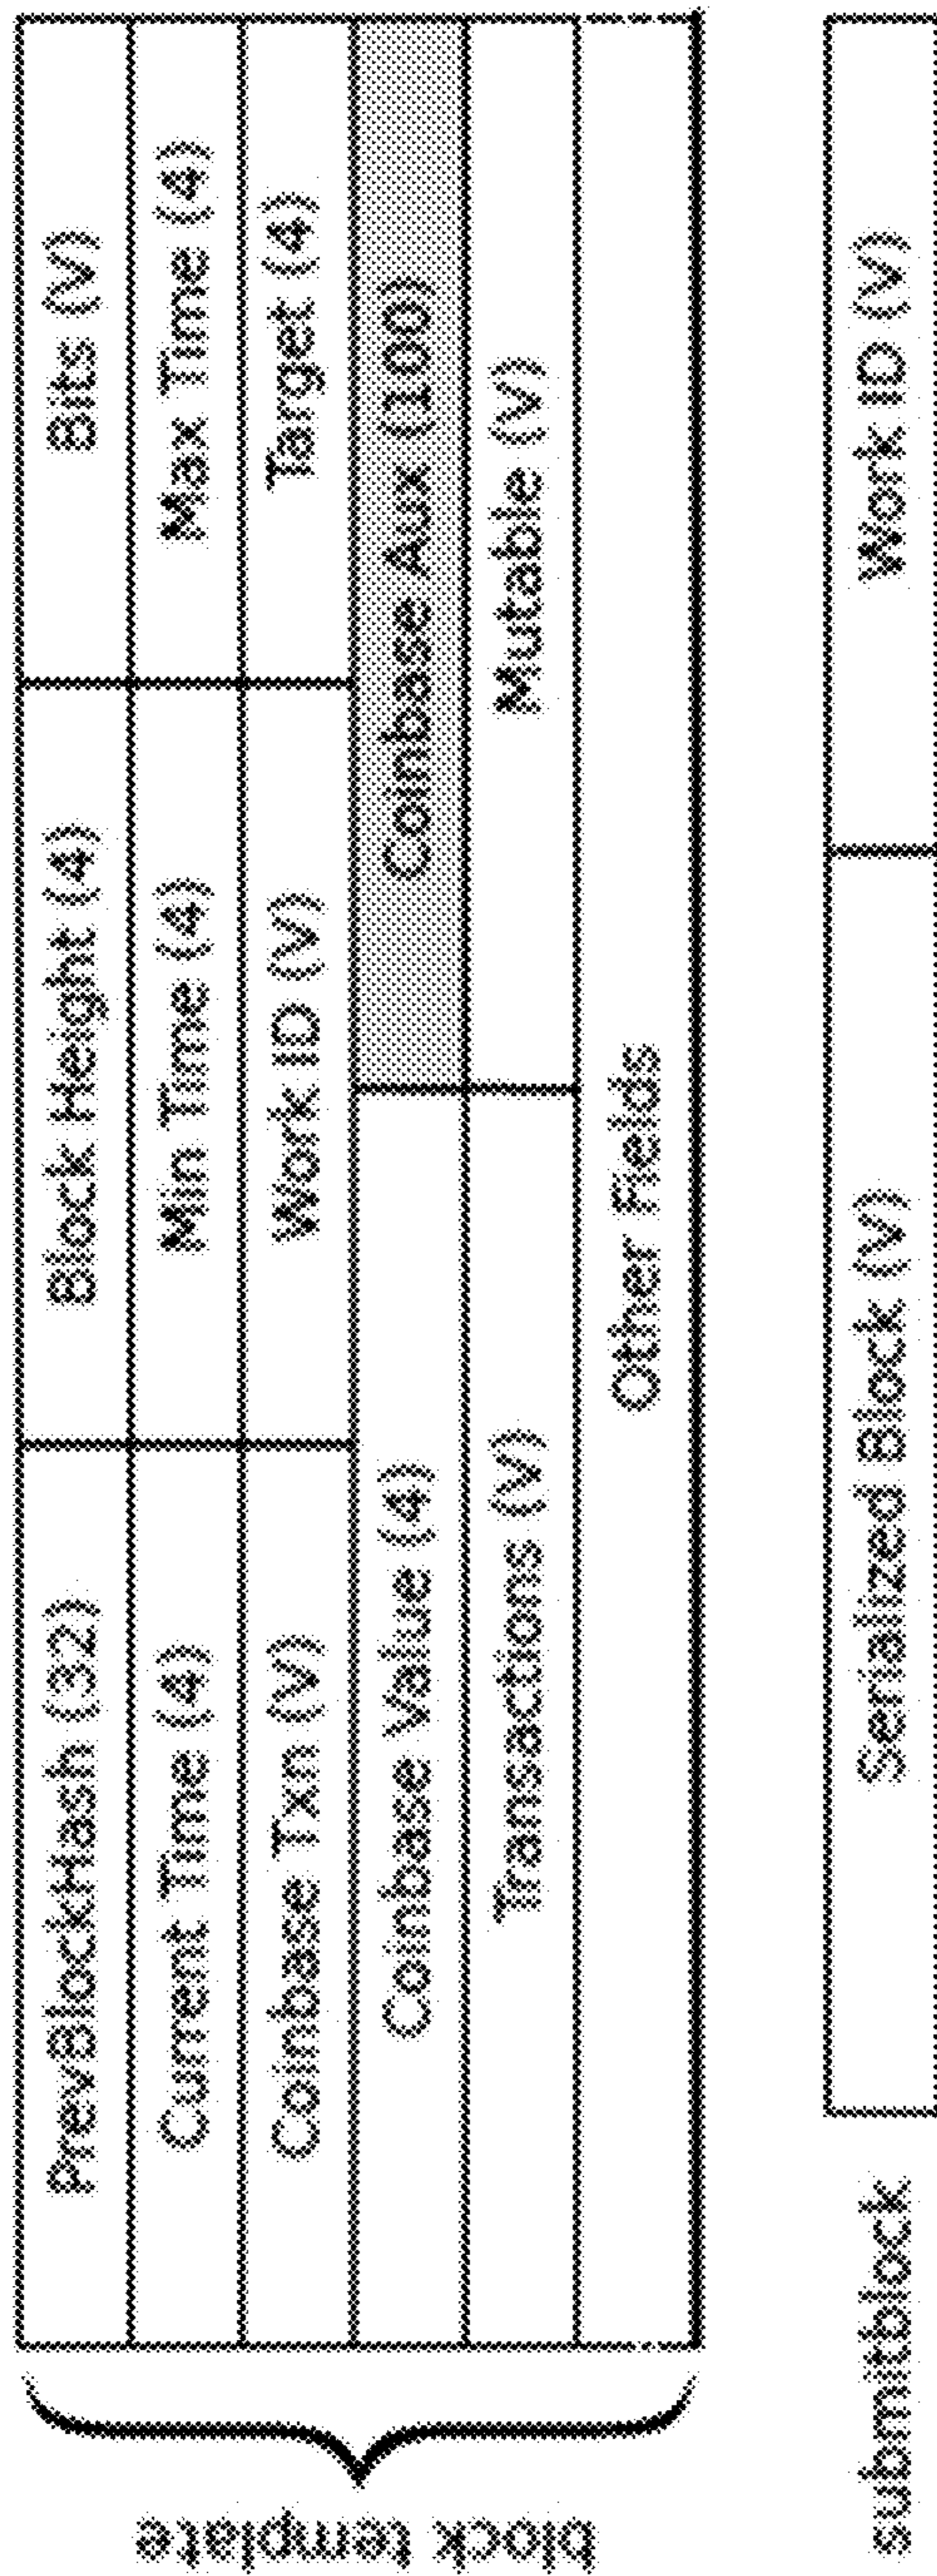 block template
PrevBlockHash (32) Block Height (4) Bits (V)
Current Time (4) Min Time (4) Max Time (4)
Coinbase Txn (V) Work ID (V) Target (4)
Coinbase Value (4) Coinbase Aux (100)
Transactions (V) Mutable (V)
Other Fields
submitblock Serialized Block (V) Work ID (V)